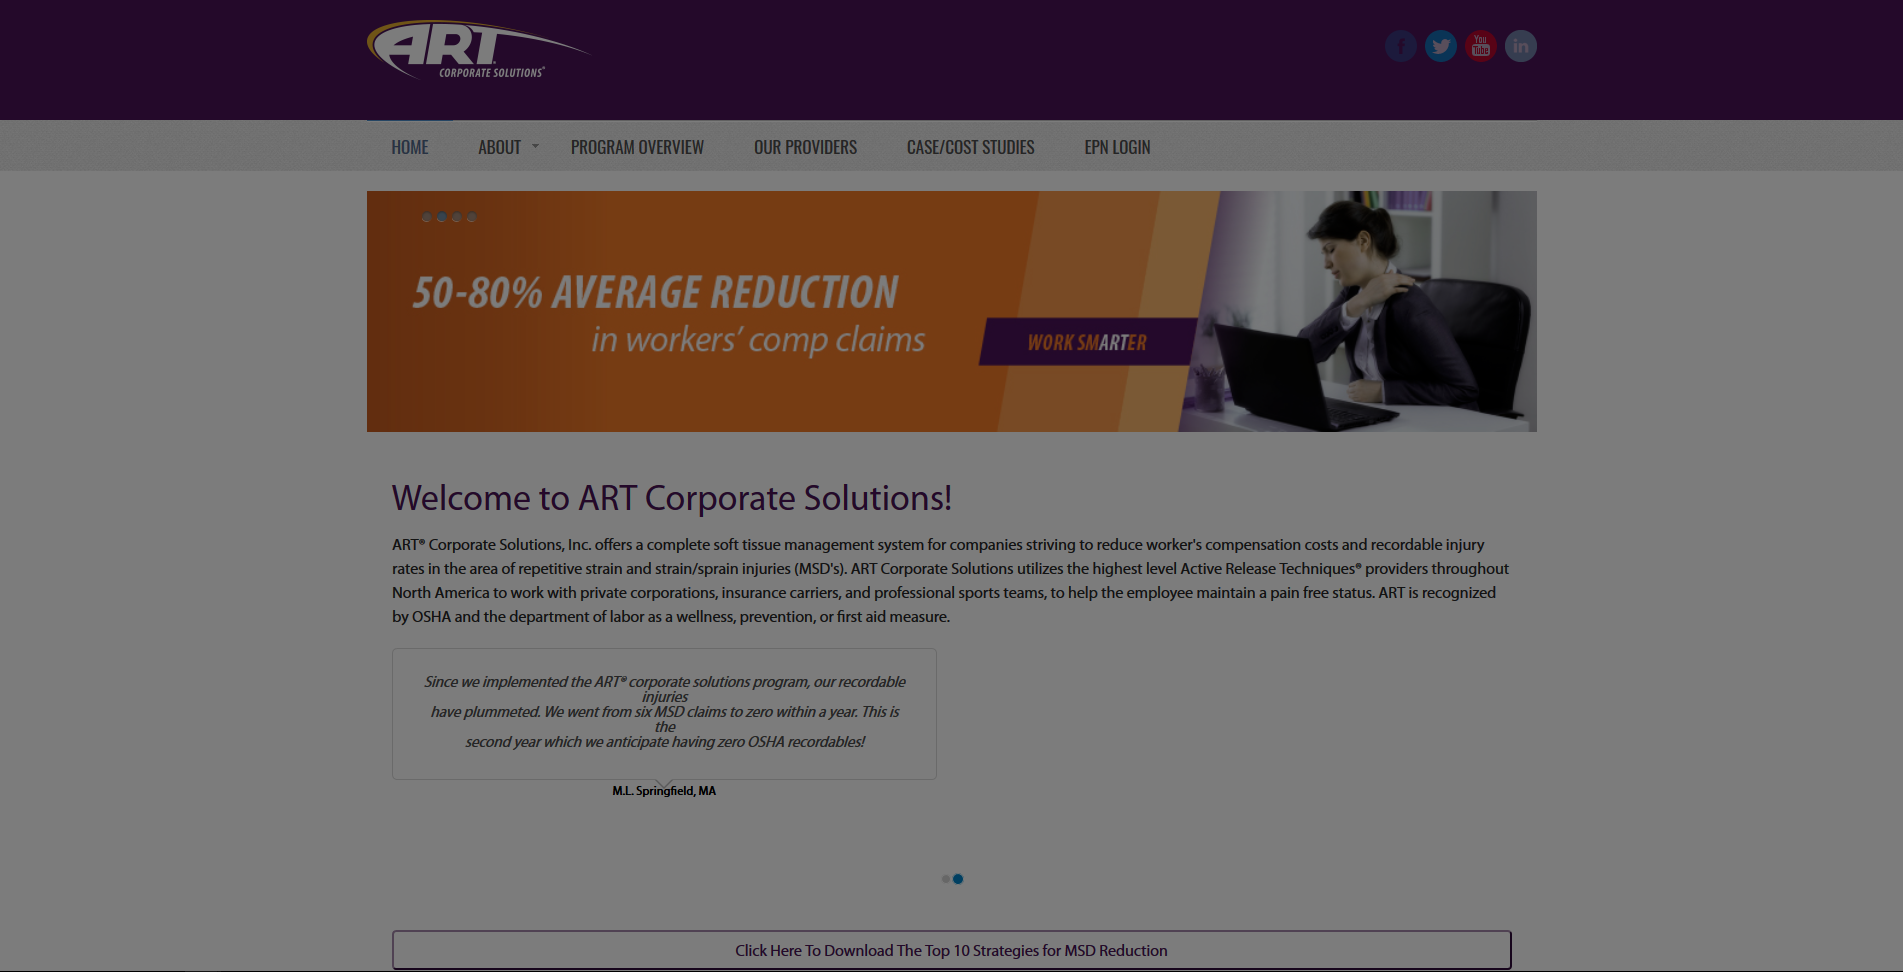 ART
CORPORATE SOLUTIONS®
You
Tube
in
HOME ABOUT PROGRAM OVERVIEW OUR PROVIDERS CASE/COST STUDIES EPN LOGIN
50-80% AVERAGE REDUCTION
in workers’ comp claims
WORK SMARTER
Welcome to ART Corporate Solutions!
ART® Corporate Solutions, Inc. offers a complete soft tissue management system for companies striving to reduce worker's compensation costs and recordable injury
rates in the area of repetitive strain and strain/sprain injuries (MSD's). ART Corporate Solutions utilizes the highest level Active Release Techniques® providers throughout
North America to work with private corporations, insurance carriers, and professional sports teams, to help the employee maintain a pain free status. ART is recognized
by OSHA and the department of labor as a wellness, prevention, or first aid measure.
Since we implemented the ART® corporate solutions program, our recordable
injuries
have plummeted. We went from six MSD claims to zero within a year. This is
the
second year which we anticipate having zero OSHA recordables!
M.L. Springfield, MA
Click Here To Download The Top 10 Strategies for MSD Reduction